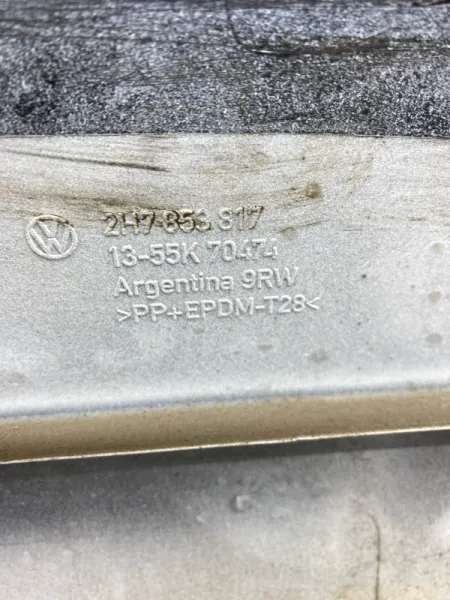 2H7 853 817
13-55K 70474
Argentina 9RW
>PP+EPDM-T28<